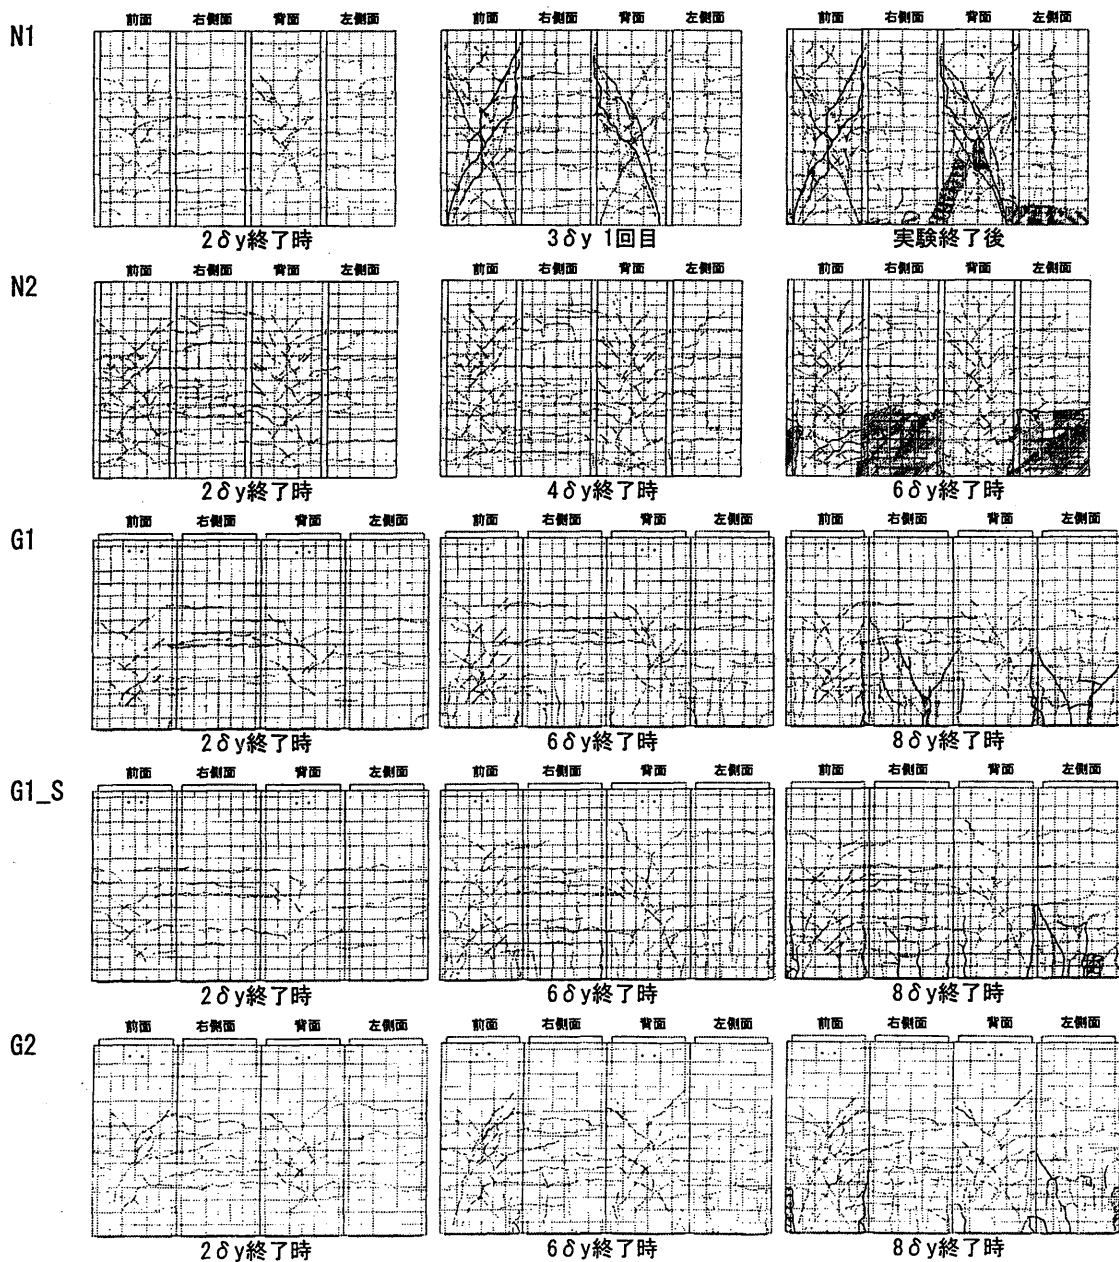 N1
前面 右側面 背面 左側面 前面 右側面 背面 左側面 前面 右側面 背面 左側面
2δy終了時 3δy 1回目 実験終了後
N2
前面 右側面 背面 左側面 前面 右側面 背面 左側面 前面 右側面 背面 左側面
2δy終了時 4δy終了時 6δy終了時
G1
前面 右側面 背面 左側面 前面 右側面 背面 左側面 前面 右側面 背面 左側面
2δy終了時 6δy終了時 8δy終了時
G1_S
前面 右側面 背面 左側面 前面 右側面 背面 左側面 前面 右側面 背面 左側面
2δy終了時 6δy終了時 8δy終了時
G2
前面 右側面 背面 左側面 前面 右側面 背面 左側面 前面 右側面 背面 左側面
2δy終了時 6δy終了時 8δy終了時